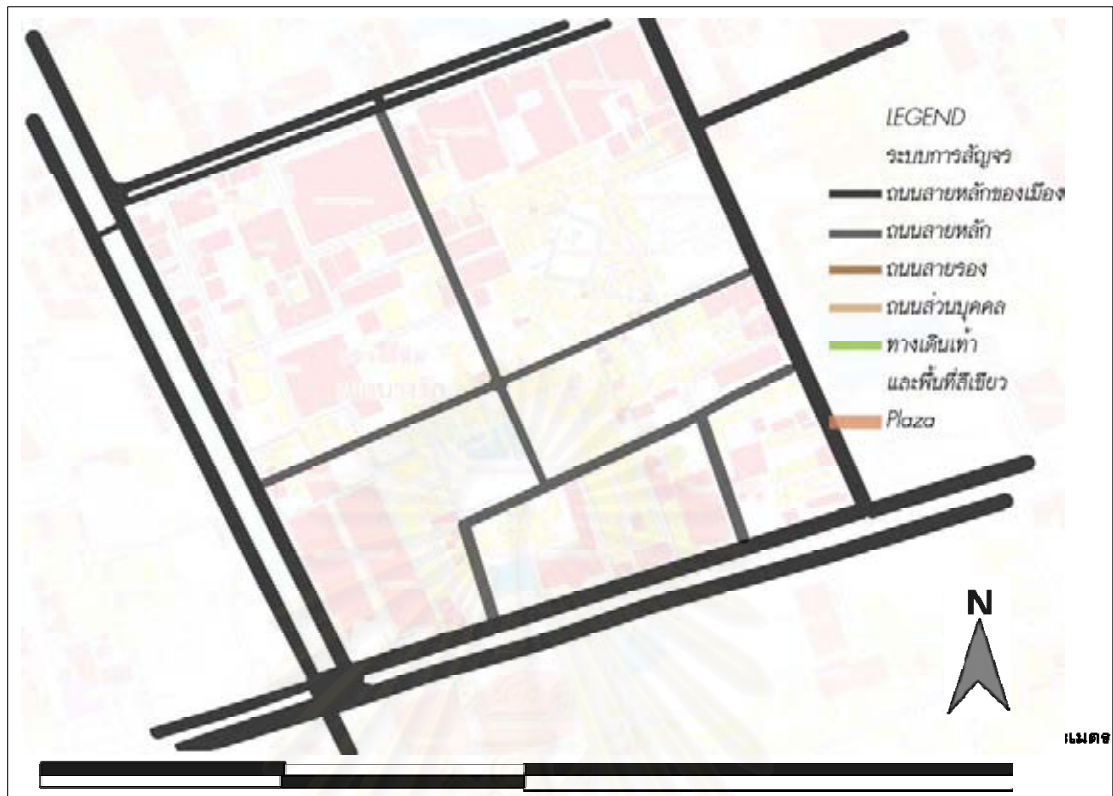 LEGEND
ระบบการสัญจร
ถนนสายหลักของเมือง
ถนนสายหลัก
ถนนสายรอง
ถนนส่วนบุคคล
ทางเดินเท้า
และพื้นที่สีเขียว
Plaza
N
เมตร